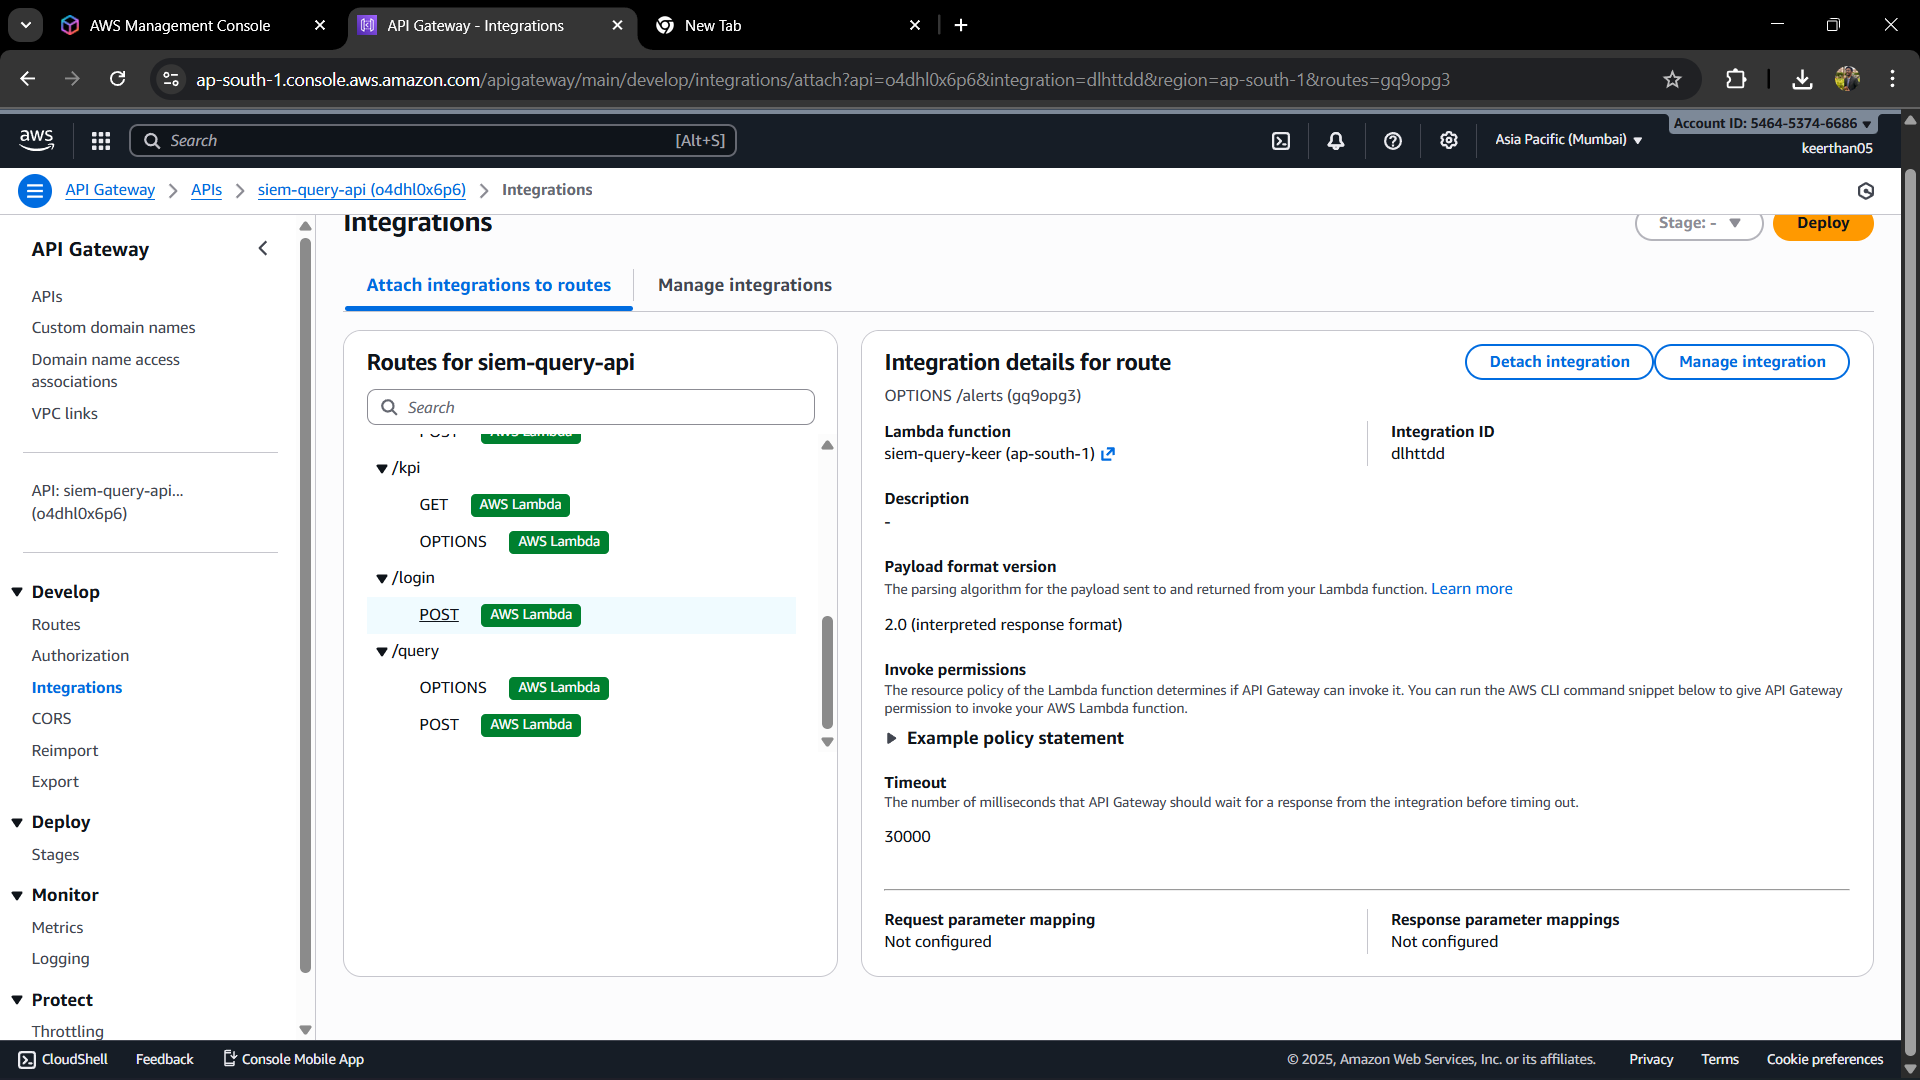 AWS Management Console
API Gateway - Integrations
New Tab
ap-south-1.console.aws.amazon.com/apigateway/main/develop/integrations/attach?api=o4dhl0x6p6&integration=dlhttdd&region=ap-south-1&routes=gq9opg3
aws
Search
[Alt+S]
Asia Pacific (Mumbai)
Account ID: 5464-5374-6686
keerthan05
API Gateway
APIs
siem-query-api (o4dhl0x6p6)
Integrations
API Gateway
APIs
Custom domain names
Domain name access
associations
VPC links
API: siem-query-api...
(o4dhl0x6p6)
Develop
Routes
Authorization
Integrations
CORS
Reimport
Export
Deploy
Stages
Monitor
Metrics
Logging
Protect
Throttling
Integrations
Stage: -
Deploy
Attach integrations to routes
Manage integrations
Routes for siem-query-api
Search
POST AWS Lambda
/kpi
GET AWS Lambda
OPTIONS AWS Lambda
/login
POST AWS Lambda
/query
OPTIONS AWS Lambda
POST AWS Lambda
Integration details for route
Detach integration
Manage integration
OPTIONS /alerts (gq9opg3)
Lambda function
siem-query-keer (ap-south-1)
Integration ID
dlhttdd
Description
-
Payload format version
The parsing algorithm for the payload sent to and returned from your Lambda function. Learn more
2.0 (interpreted response format)
Invoke permissions
The resource policy of the Lambda function determines if API Gateway can invoke it. You can run the AWS CLI command snippet below to give API Gateway
permission to invoke your AWS Lambda function.
Example policy statement
Timeout
The number of milliseconds that API Gateway should wait for a response from the integration before timing out.
30000
Request parameter mapping
Not configured
Response parameter mappings
Not configured
CloudShell
Feedback
Console Mobile App
© 2025, Amazon Web Services, Inc. or its affiliates.
Privacy
Terms
Cookie preferences